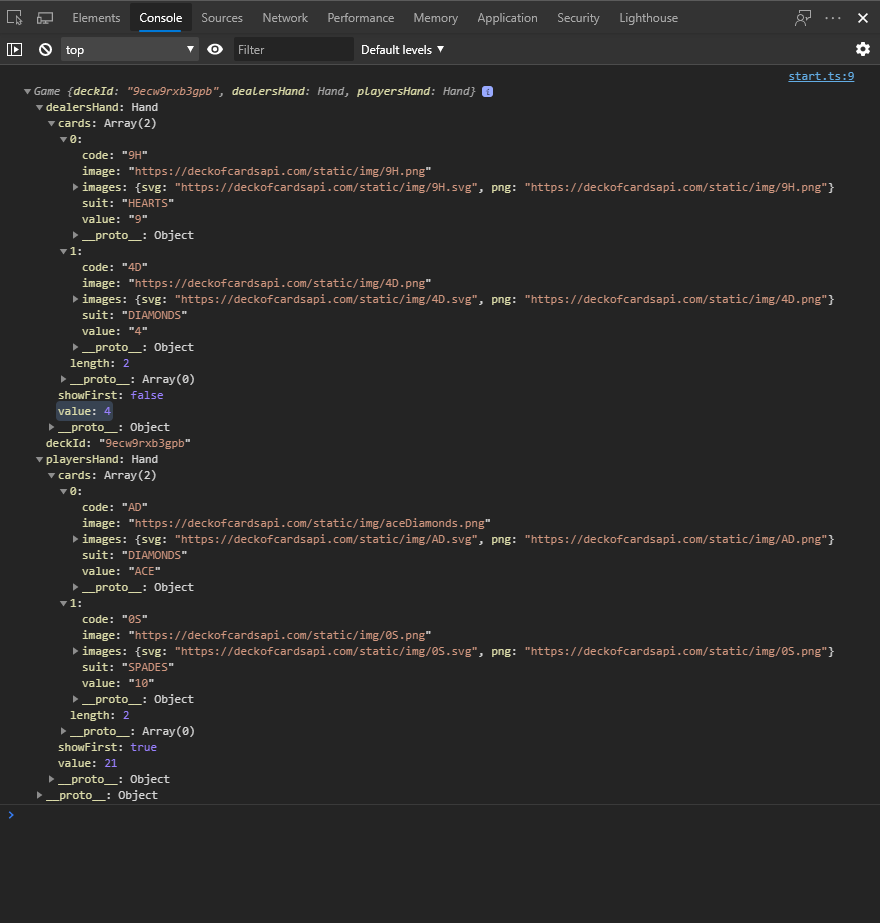 Elements Console Sources Network Performance Memory Application Security Lighthouse
top Filter Default levels
start.ts:9
Game {deckId: "9ecw9rxb3gpb", dealersHand: Hand, playersHand: Hand} i
dealersHand: Hand
cards: Array(2)
0:
code: "9H"
image: "https://deckofcardsapi.com/static/img/9H.png"
images: {svg: "https://deckofcardsapi.com/static/img/9H.svg", png: "https://deckofcardsapi.com/static/img/9H.png"}
suit: "HEARTS"
value: "9"
__proto__: Object
1:
code: "4D"
image: "https://deckofcardsapi.com/static/img/4D.png"
images: {svg: "https://deckofcardsapi.com/static/img/4D.svg", png: "https://deckofcardsapi.com/static/img/4D.png"}
suit: "DIAMONDS"
value: "4"
__proto__: Object
length: 2
__proto__: Array(0)
showFirst: false
value: 4
__proto__: Object
deckId: "9ecw9rxb3gpb"
playersHand: Hand
cards: Array(2)
0:
code: "AD"
image: "https://deckofcardsapi.com/static/img/aceDiamonds.png"
images: {svg: "https://deckofcardsapi.com/static/img/AD.svg", png: "https://deckofcardsapi.com/static/img/AD.png"}
suit: "DIAMONDS"
value: "ACE"
__proto__: Object
1:
code: "0S"
image: "https://deckofcardsapi.com/static/img/0S.png"
images: {svg: "https://deckofcardsapi.com/static/img/0S.svg", png: "https://deckofcardsapi.com/static/img/0S.png"}
suit: "SPADES"
value: "10"
__proto__: Object
length: 2
__proto__: Array(0)
showFirst: true
value: 21
__proto__: Object
__proto__: Object